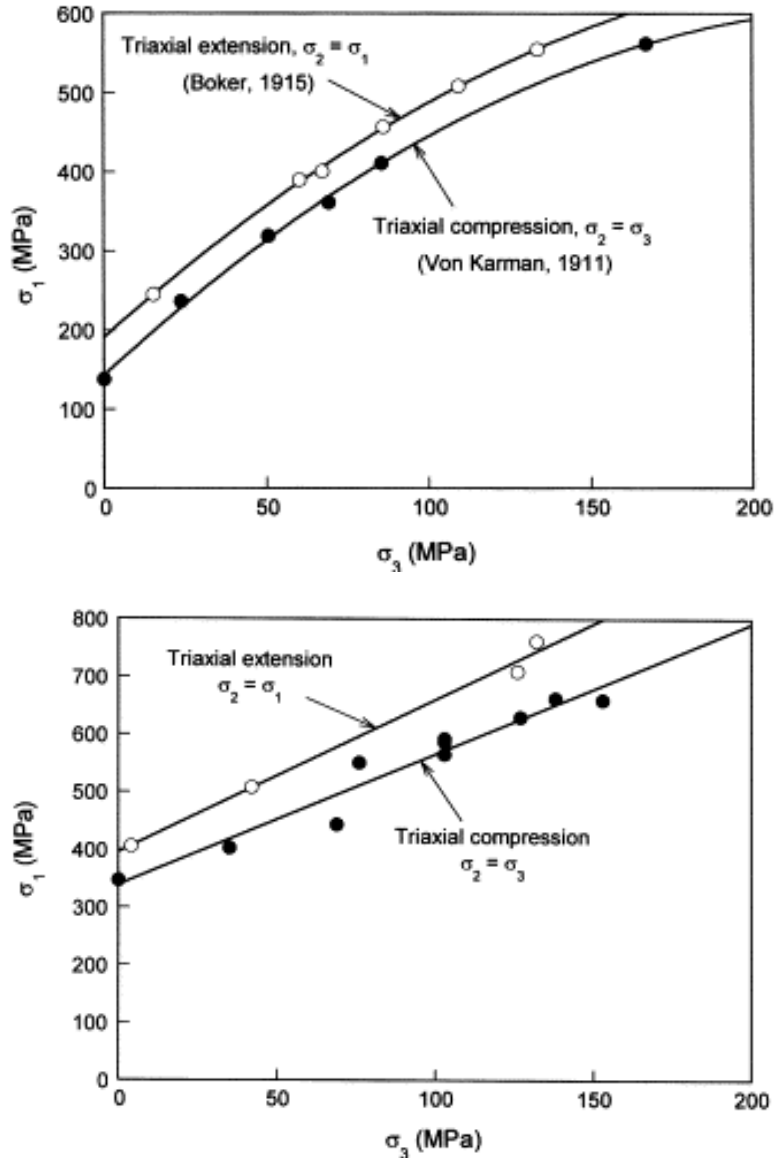 600
Triaxial extension, σ2 = σ1
(Boker, 1915)
500
400
Triaxial compression, σ2 = σ3
(Von Karman, 1911)
300
200
100
0
σ1 (MPa)
0 50 100 150 200
σ3 (MPa)
800
700
Triaxial extension
σ2 = σ1
600
500
400
Triaxial compression
σ2 = σ3
300
200
100
0
σ1 (MPa)
0 50 100 150 200
σ3 (MPa)